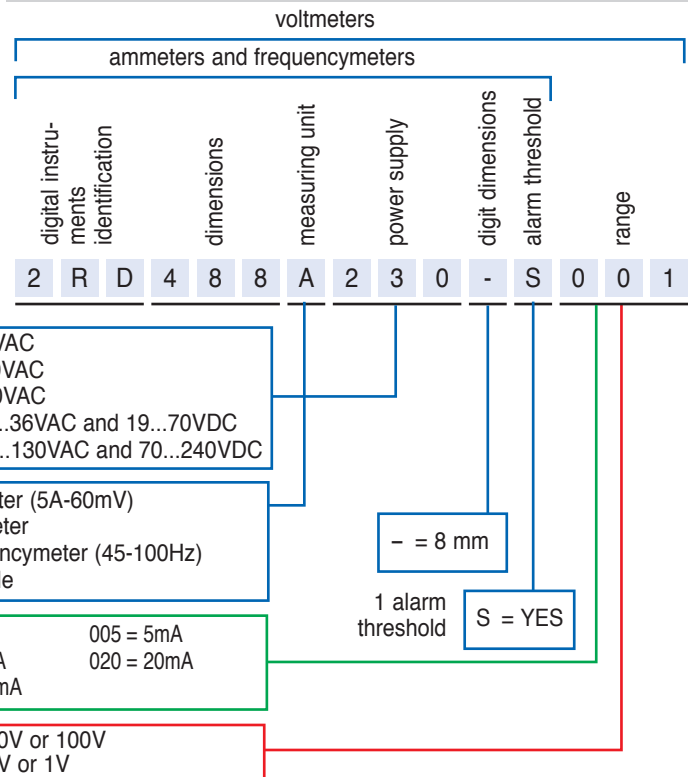 voltmeters
ammeters and frequencymeters
digital instru-
ments
identification
dimensions
measuring unit
power supply
digit dimensions
alarm threshold
range
2 R D 4 8 8 A 2 3 0 - S 0 0 1
VAC
0VAC
0VAC
...36VAC and 19...70VDC
...130VAC and 70...240VDC
ter (5A-60mV)
eter
ncymeter (45-100Hz)
le
– = 8 mm
1 alarm
threshold
S = YES
005 = 5mA
A 020 = 20mA
mA
0V or 100V
V or 1V